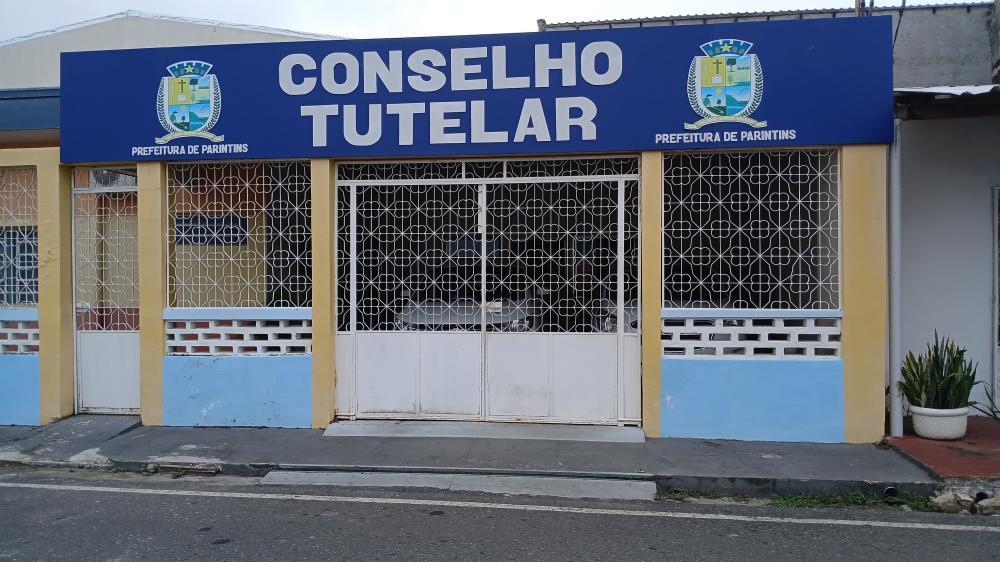 CONSELHO
TUTELAR
PREFEITURA DE PARINTINS
PREFEITURA DE PARINTINS